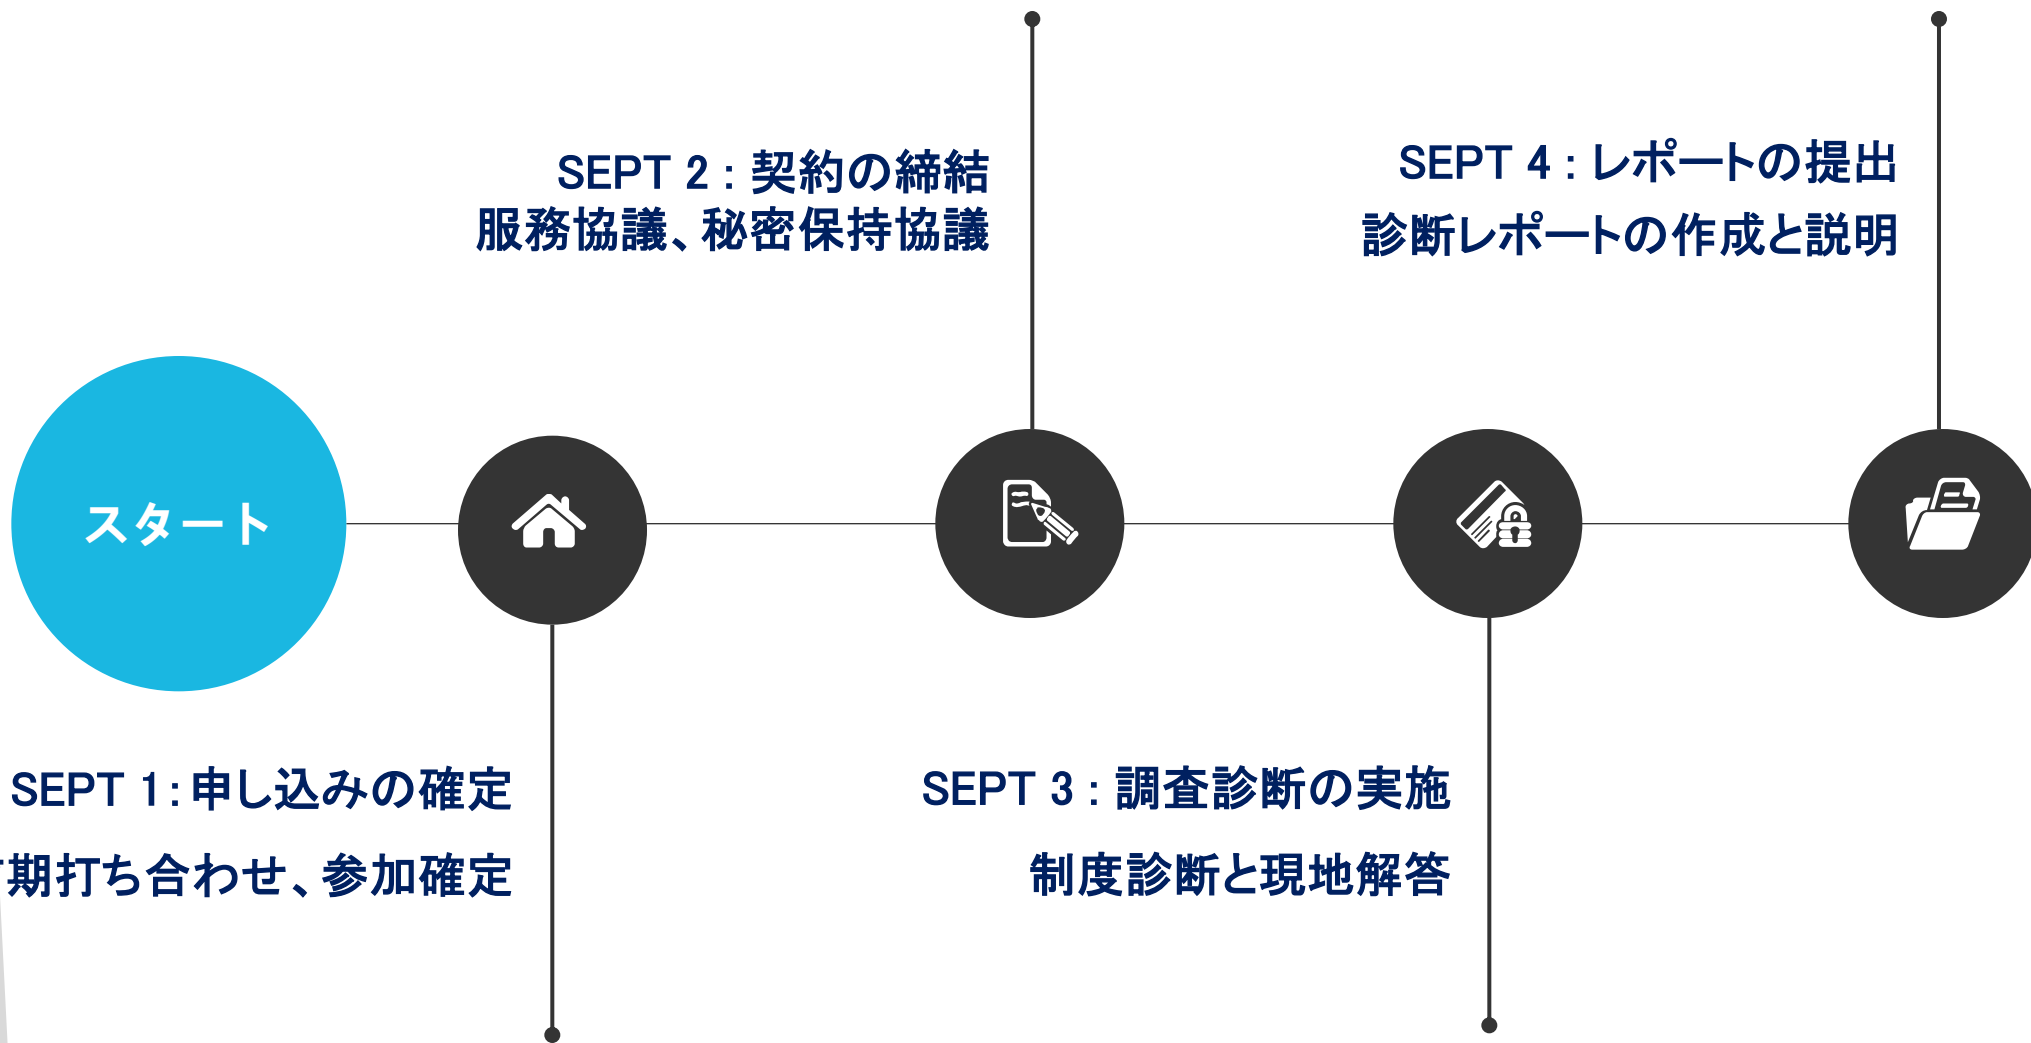 スタート
SEPT 1：申し込みの確定
期打ち合わせ、参加確定
SEPT 2：契約の締結
服務協議、秘密保持協議
SEPT 3：調査診断の実施
制度診断と現地解答
SEPT 4：レポートの提出
診断レポートの作成と説明